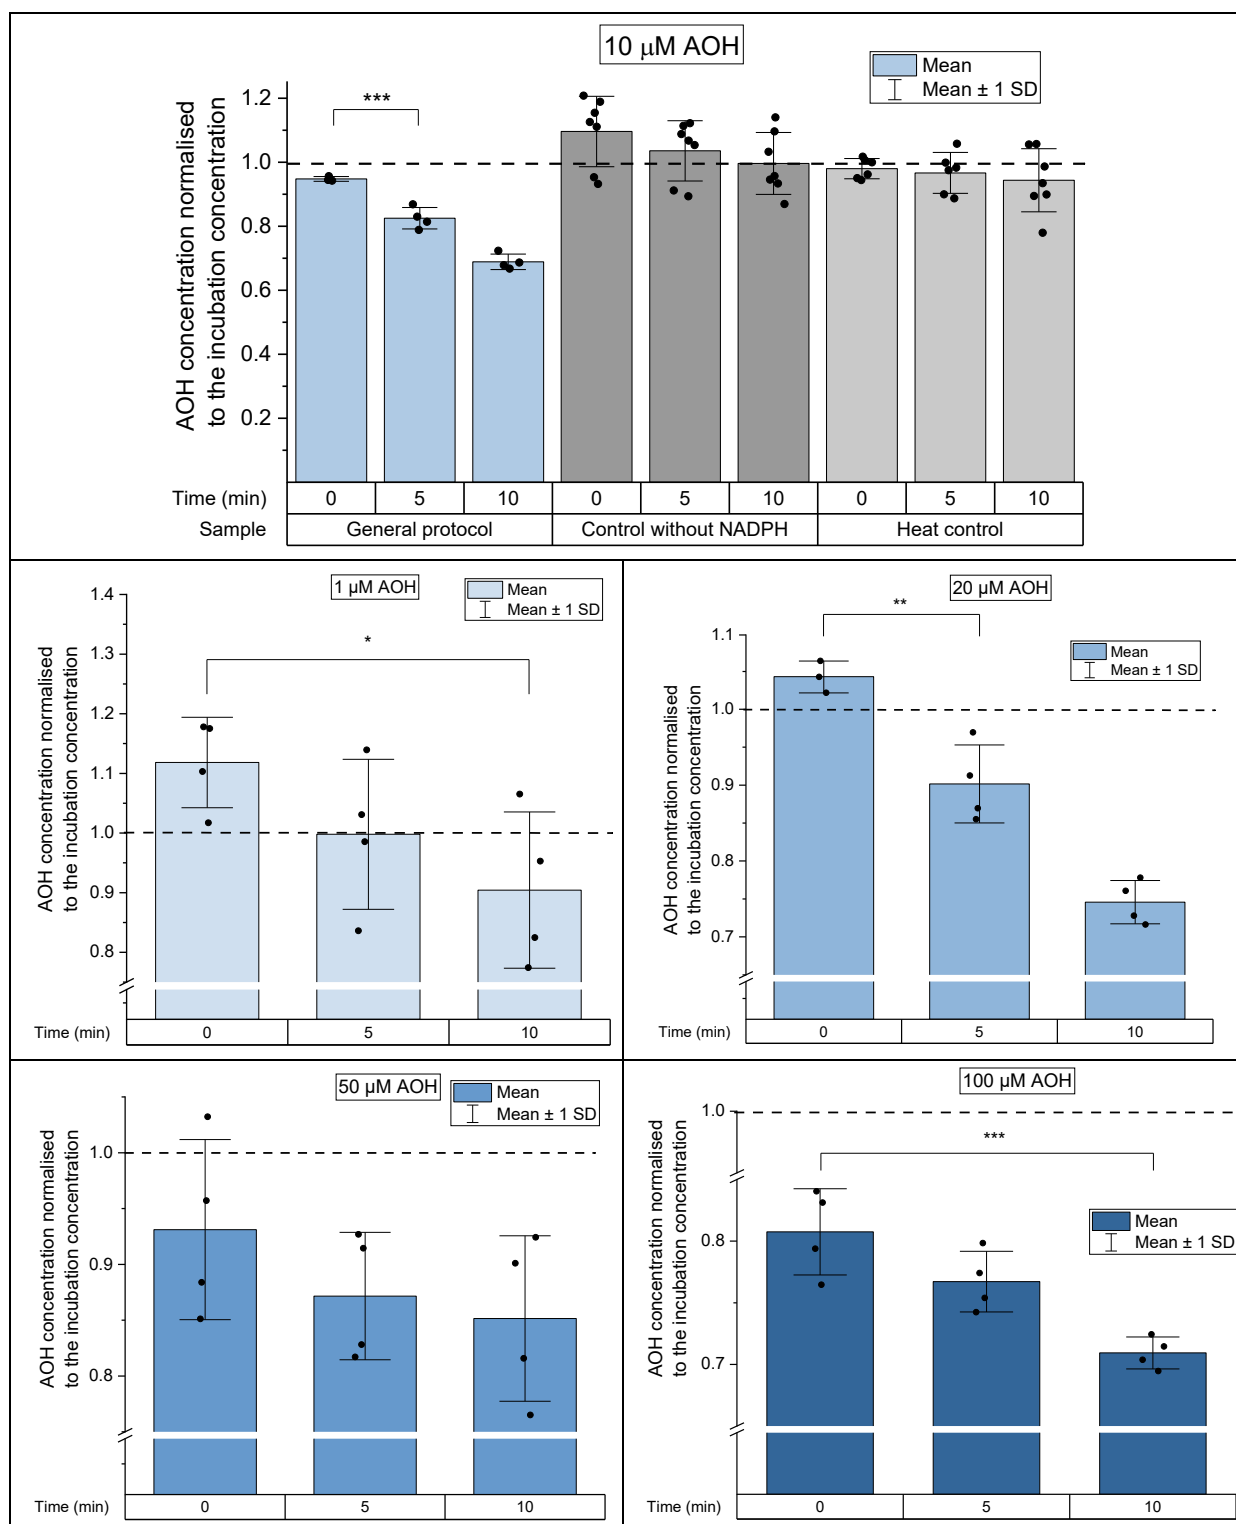 10 µM AOH
Mean
Mean ± 1 SD
***
AOH concentration normalised
to the incubation concentration
1.2
1.0
0.8
0.6
0.4
0.2
Time (min) 0 5 10 0 5 10 0 5 10
Sample General protocol Control without NADPH Heat control
1 µM AOH
Mean
Mean ± 1 SD
*
AOH concentration normalised
to the incubation concentration
1.4
1.3
1.2
1.1
1.0
0.9
0.8
Time (min) 0 5 10
20 µM AOH
**
Mean
Mean ± 1 SD
AOH concentration normalised
to the incubation concentration
1.1
1.0
0.9
0.8
0.7
Time (min) 0 5 10
50 µM AOH
Mean
Mean ± 1 SD
AOH concentration normalised
to the incubation concentration
1.0
0.9
0.8
Time (min) 0 5 10
100 µM AOH
***
Mean
Mean ± 1 SD
AOH concentration normalised
to the incubation concentration
1.0
0.8
0.7
Time (min) 0 5 10